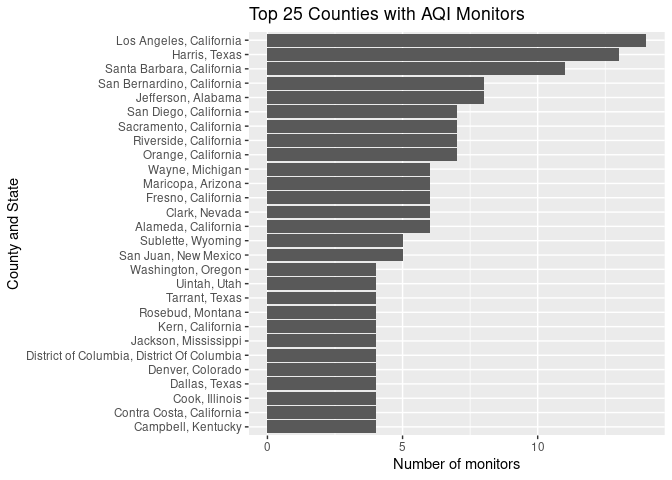 Top 25 Counties with AQI Monitors
Los Angeles, California
Harris, Texas
Santa Barbara, California
San Bernardino, California
Jefferson, Alabama
San Diego, California
Sacramento, California
Riverside, California
Orange, California
Wayne, Michigan
Maricopa, Arizona
Fresno, California
Clark, Nevada
Alameda, California
Sublette, Wyoming
San Juan, New Mexico
Washington, Oregon
Uintah, Utah
Tarrant, Texas
Rosebud, Montana
Kern, California
Jackson, Mississippi
District of Columbia, District Of Columbia
Denver, Colorado
Dallas, Texas
Cook, Illinois
Contra Costa, California
Campbell, Kentucky
County and State
0 5 10
Number of monitors